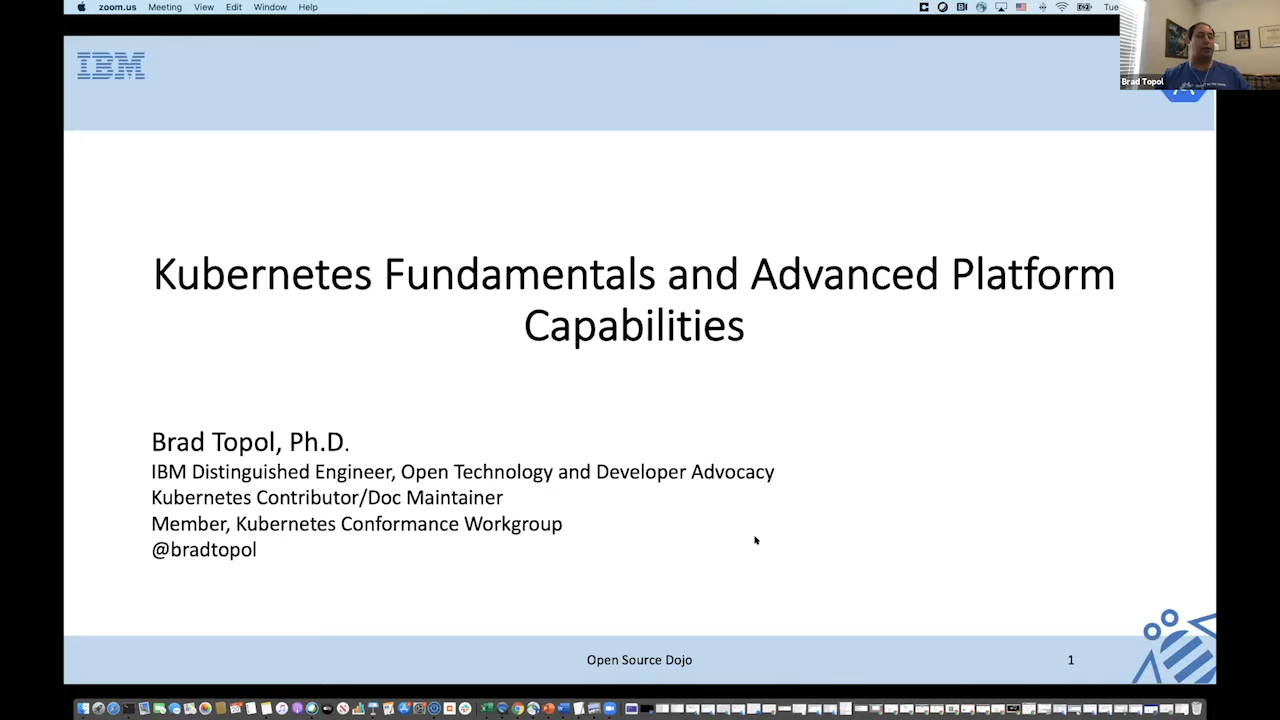 zoom.us Meeting View Edit Window Help
Tue
IBM
Brad Topol
Kubernetes Fundamentals and Advanced Platform
Capabilities
Brad Topol, Ph.D.
IBM Distinguished Engineer, Open Technology and Developer Advocacy
Kubernetes Contributor/Doc Maintainer
Member, Kubernetes Conformance Workgroup
@bradtopol
Open Source Dojo
1